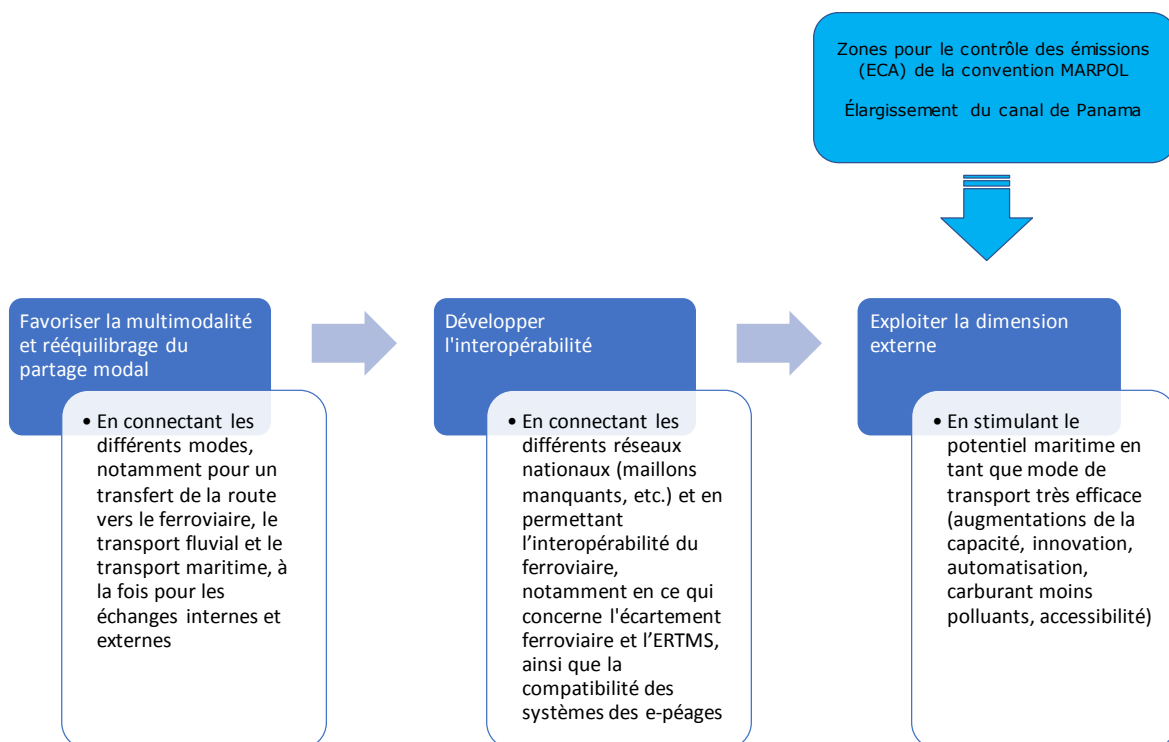 Zones pour le contrôle des émissions
(ECA) de la convention MARPOL
Élargissement du canal de Panama
Favoriser la multimodalité
et rééquilibrage du
partage modal
• En connectant les
différents modes,
notamment pour un
transfert de la route
vers le ferroviaire, le
transport fluvial et le
transport maritime, à
la fois pour les
échanges internes et
externes
Développer
l'interopérabilité
• En connectant les
différents réseaux
nationaux (maillons
manquants, etc.) et en
permettant
l’interopérabilité du
ferroviaire,
notamment en ce qui
concerne l'écartement
ferroviaire et l’ERTMS,
ainsi que la
compatibilité des
systèmes des e-péages
Exploiter la dimension
externe
• En stimulant le
potentiel maritime en
tant que mode de
transport très efficace
(augmentations de la
capacité, innovation,
automatisation,
carburant moins
polluants, accessibilité)